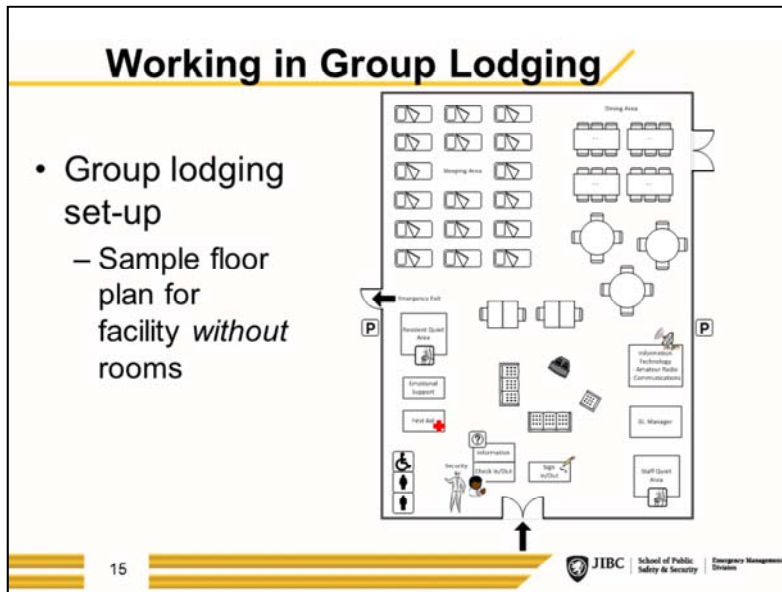 Working in Group Lodging
• Group lodging
set-up
– Sample floor
plan for
facility without
rooms
Dining Area
Sleeping Area
Emergency Exit
P
P
Resident Quiet
Area
Information
Technology
Amateur Radio
Communications
Emotional
Support
First Aid
GL Manager
?
Information
Security
Check In/Out
Sign
In/Out
Staff Quiet
Area
15
JIBC
School of Public
Safety & Security
Emergency Management
Division